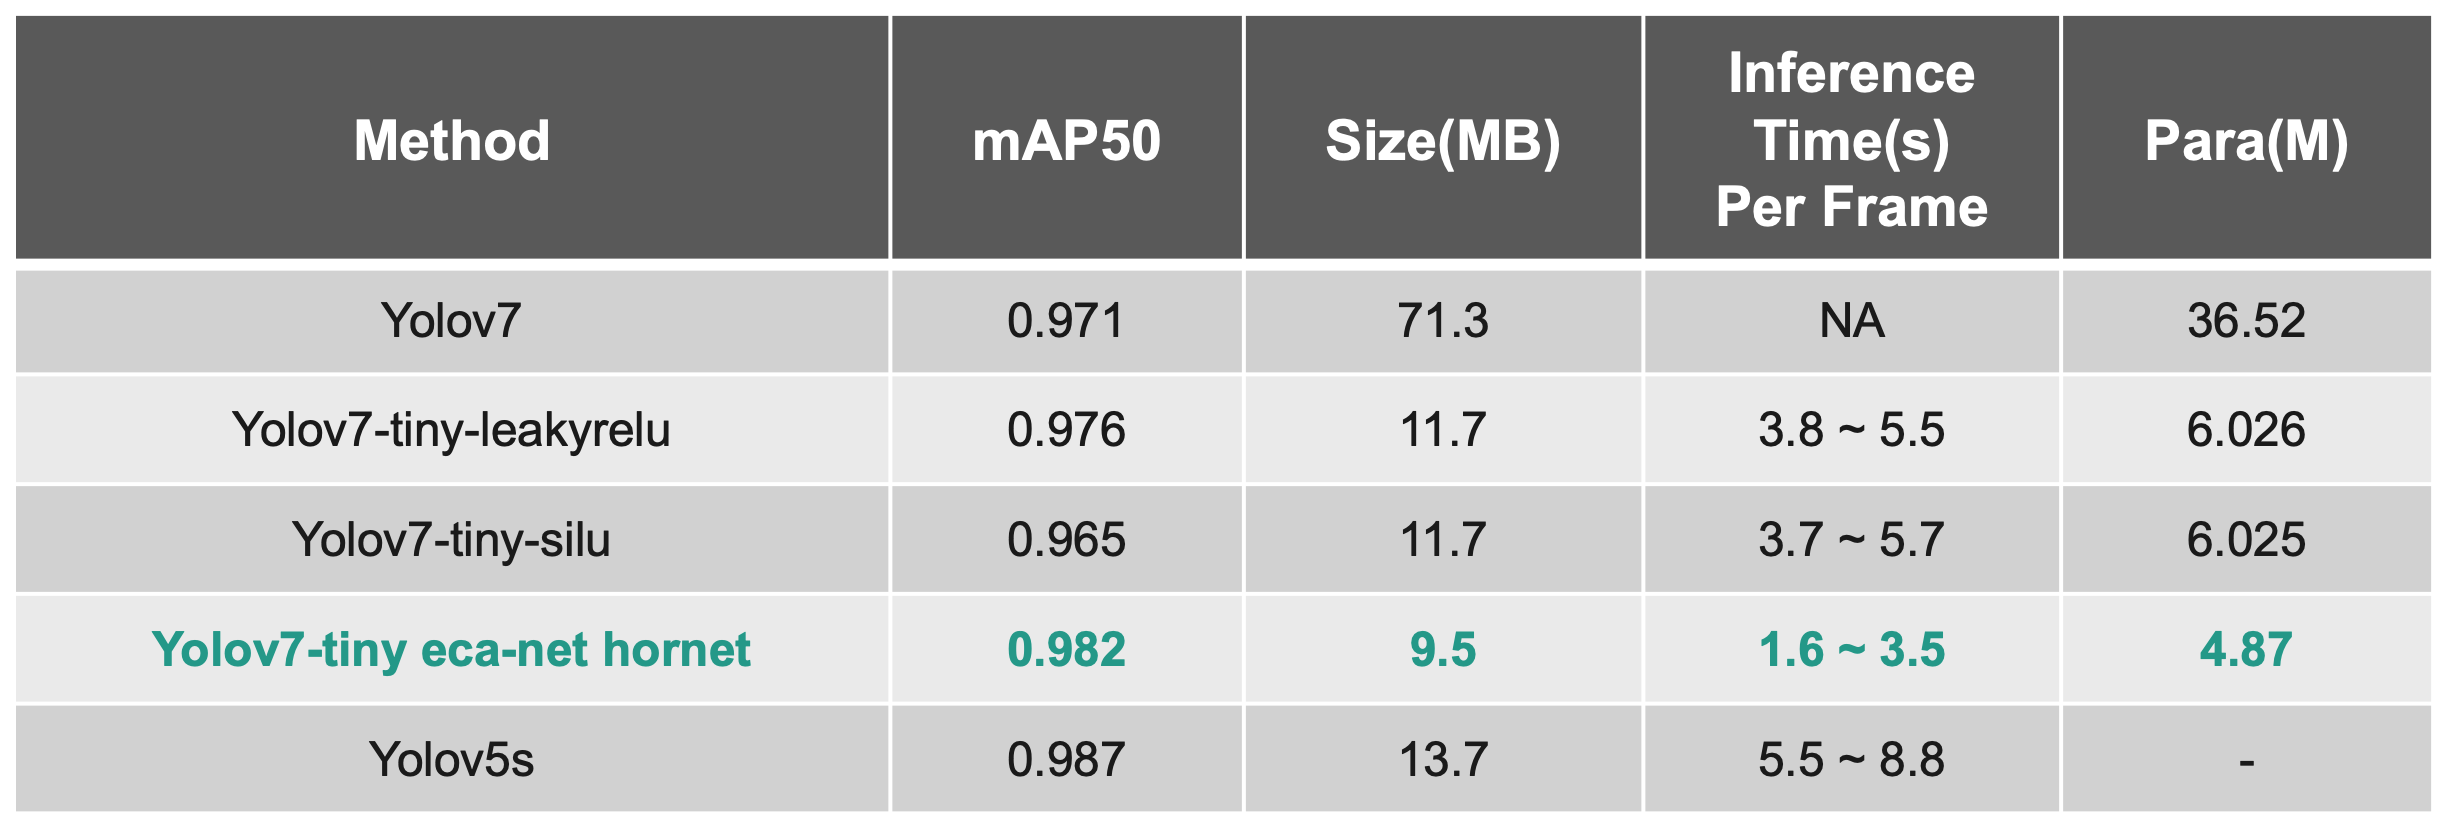 Method mAP50 Size(MB) Inference Time(s) Per Frame Para(M)
Yolov7 0.971 71.3 NA 36.52
Yolov7-tiny-leakyrelu 0.976 11.7 3.8 ~ 5.5 6.026
Yolov7-tiny-silu 0.965 11.7 3.7 ~ 5.7 6.025
Yolov7-tiny eca-net hornet 0.982 9.5 1.6 ~ 3.5 4.87
Yolov5s 0.987 13.7 5.5 ~ 8.8 -